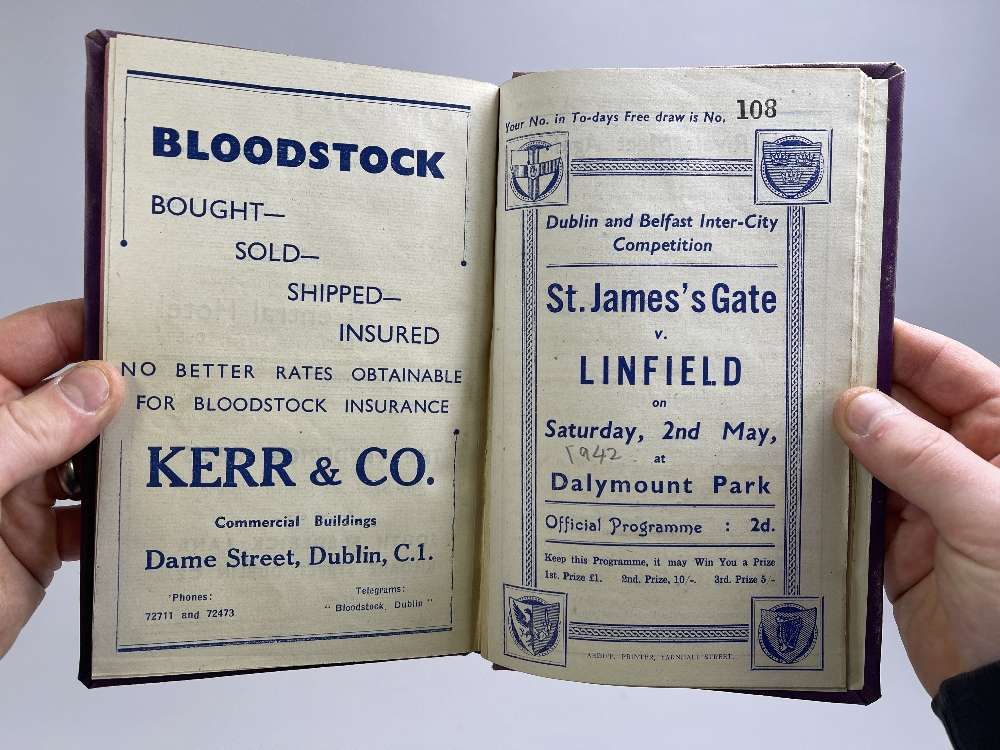 BLOODSTOCK
BOUGHT—
SOLD—
SHIPPED—
INSURED
NO BETTER RATES OBTAINABLE
FOR BLOODSTOCK INSURANCE
KERR & CO.
Commercial Buildings
Dame Street, Dublin, C.1.
'Phones:
72711 and 72473
Telegrams:
"Bloodstock, Dublin"
Your No. in To-days Free draw is No. 108
Dublin and Belfast Inter-City
Competition
St. James's Gate
v.
LINFIELD
on
Saturday, 2nd May,
1942
at
Dalymount Park
Official Programme : 2d.
Keep this Programme, it may Win You a Prize
1st. Prize £1. 2nd. Prize, 10/-. 3rd. Prize 5/-
PRINTER, STREET.